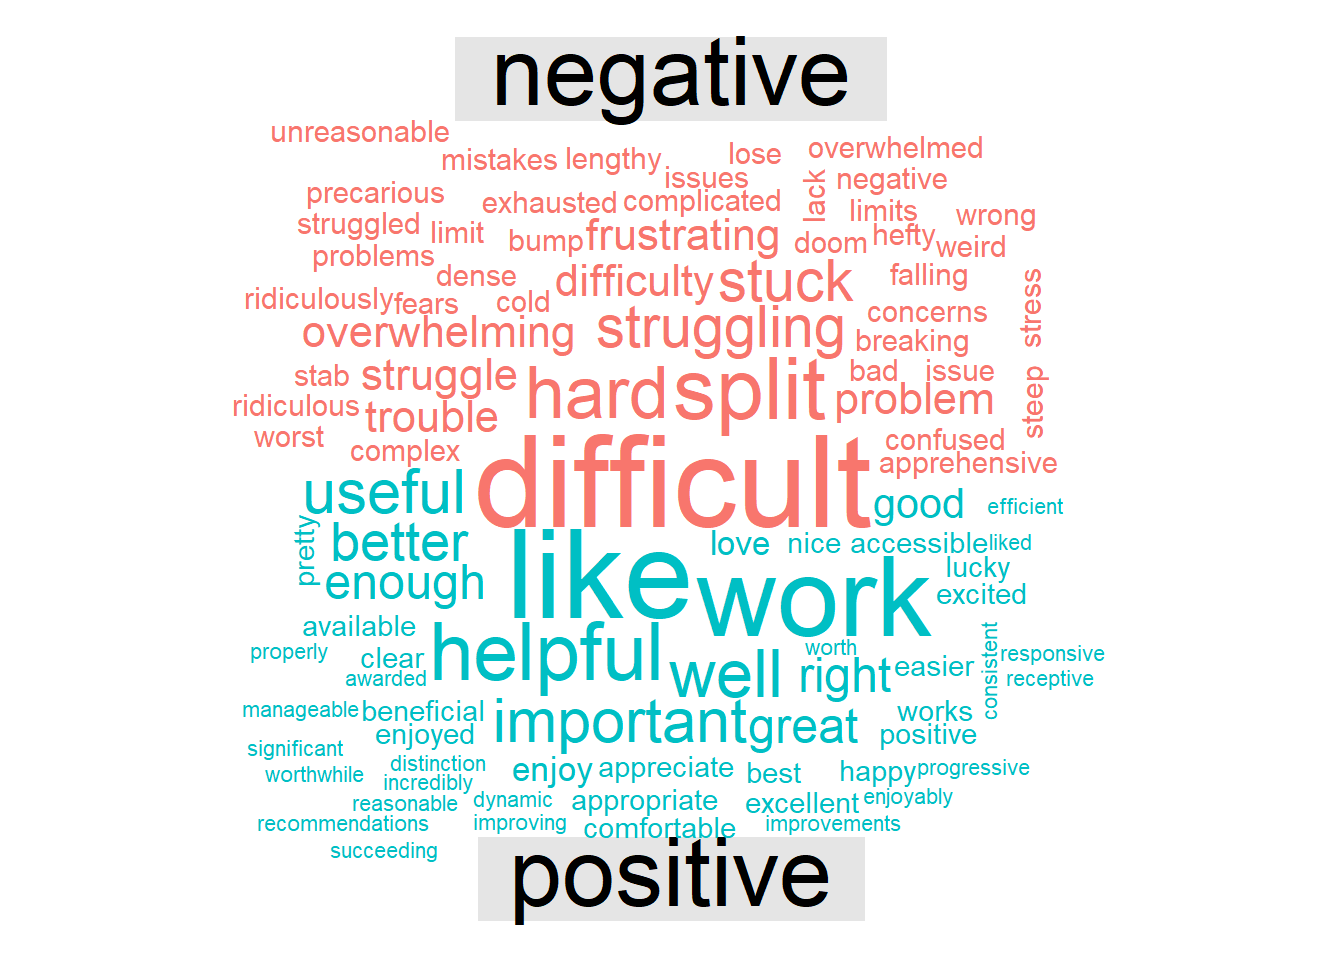 negative
unreasonable
mistakes lengthy lose overwhelmed
issues lack negative
precarious exhausted complicated limits wrong
struggled limit bump frustrating doom hefty weird
problems dense difficulty stuck falling
ridiculously fears cold concerns stress
overwhelming struggling breaking
stab struggle hard split bad issue
ridiculous trouble problem steep
worst complex confused
difficult apprehensive
useful good efficient
pretty better love nice accessible liked
enough like work lucky
excited
available worth consistent
properly clear helpful well right easier responsive
awarded receptive
manageable beneficial important great works
enjoyed positive
significant distinction enjoy appreciate best happy progressive
worthwhile incredibly
reasonable dynamic appropriate excellent enjoyably
recommendations improving comfortable improvements
succeeding
positive